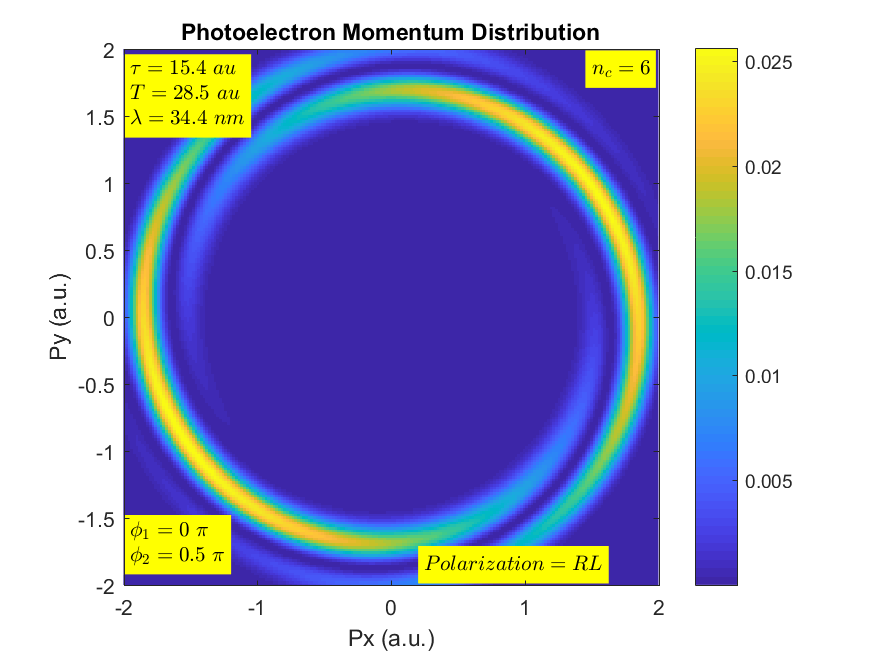 Photoelectron Momentum Distribution
τ = 15.4 au
T = 28.5 au
λ = 34.4 nm
n_c = 6
ϕ_1 = 0 π
ϕ_2 = 0.5 π
Polarization = RL
2
1.5
1
0.5
0
-0.5
-1
-1.5
-2
Py (a.u.)
-2
-1
0
1
2
Px (a.u.)
0.025
0.02
0.015
0.01
0.005